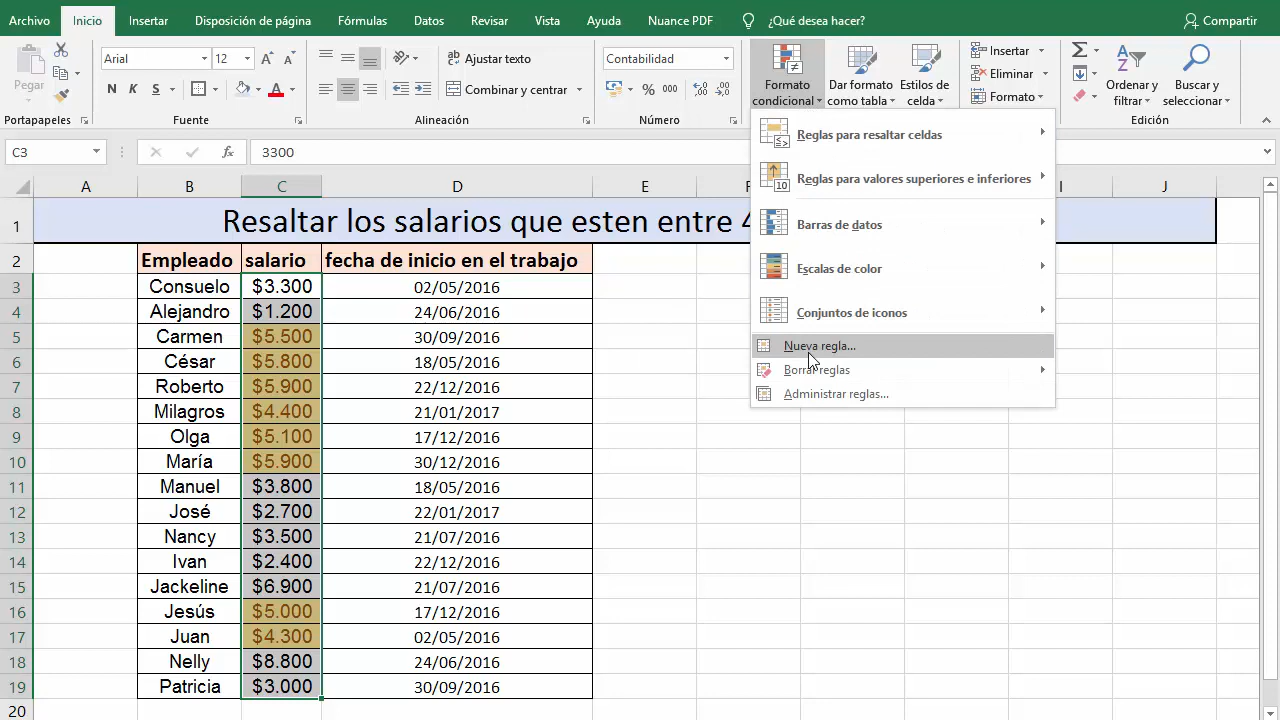 Archivo Inicio Insertar Disposición de página Fórmulas Datos Revisar Vista Ayuda Nuance PDF ¿Qué desea hacer? Compartir
Pegar
Arial 12
N K S
Ajustar texto
Combinar y centrar
Contabilidad
% 000
Formato condicional
Dar formato como tabla
Estilos de celda
Insertar
Eliminar
Formato
Ordenar y filtrar
Buscar y seleccionar
Portapapeles Fuente Alineación Número Edición
C3 fx 3300
Reglas para resaltar celdas
Reglas para valores superiores e inferiores
Barras de datos
Escalas de color
Conjuntos de iconos
Nueva regla...
Borrar reglas
Administrar reglas...
A B C D E F I J
1 Resaltar los salarios que esten entre 4
2 Empleado salario fecha de inicio en el trabajo
3 Consuelo $3.300 02/05/2016
4 Alejandro $1.200 24/06/2016
5 Carmen $5.500 30/09/2016
6 César $5.800 18/05/2016
7 Roberto $5.900 22/12/2016
8 Milagros $4.400 21/01/2017
9 Olga $5.100 17/12/2016
10 María $5.900 30/12/2016
11 Manuel $3.800 18/05/2016
12 José $2.700 22/01/2017
13 Nancy $3.500 21/07/2016
14 Ivan $2.400 22/12/2016
15 Jackeline $6.900 21/07/2016
16 Jesús $5.000 17/12/2016
17 Juan $4.300 02/05/2016
18 Nelly $8.800 24/06/2016
19 Patricia $3.000 30/09/2016
20